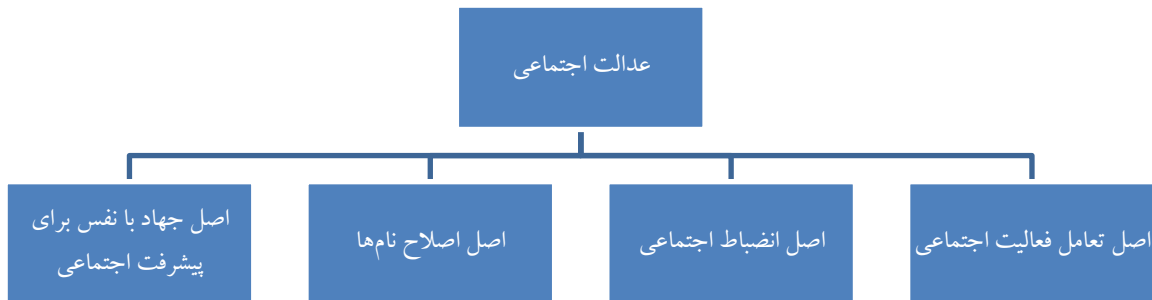 عدالت اجتماعی
اصل تعامل فعالیت اجتماعی
اصل انضباط اجتماعی
اصل اصلاح نام‌ها
اصل جهاد با نفس برای
پیشرفت اجتماعی